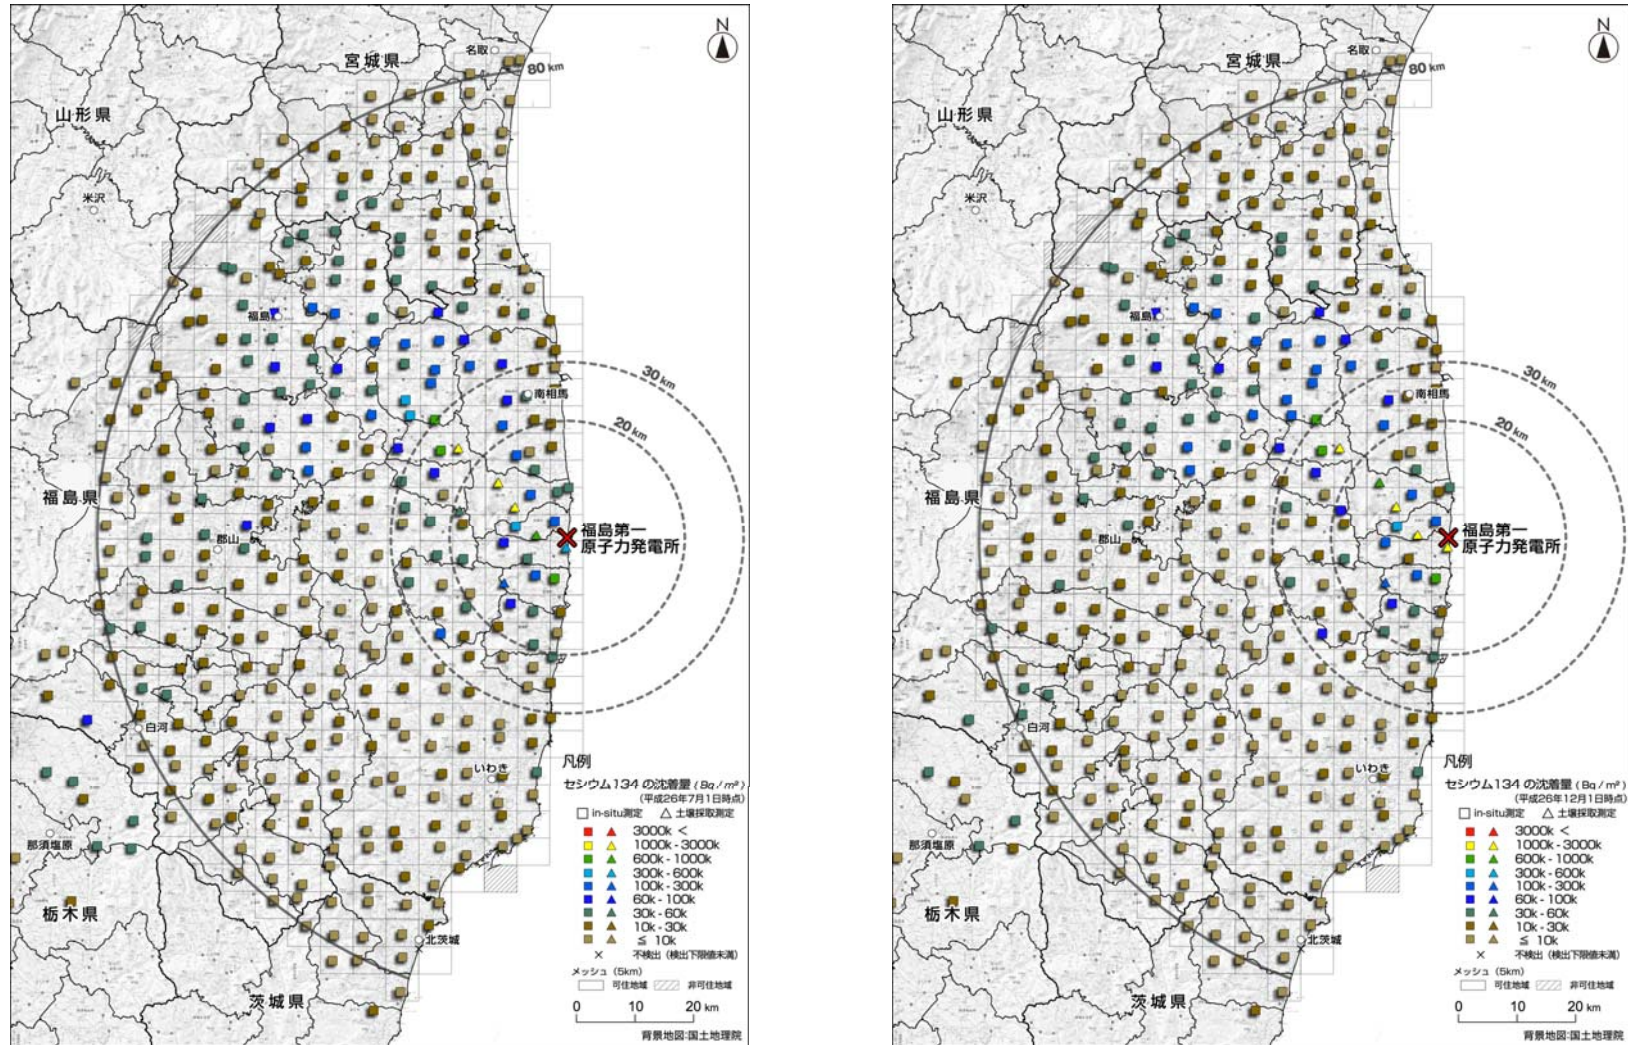 N
名取
宮城県
80 km
山形県
米沢
福島
30 km
南相馬
20 km
福島県
福島第一
原子力発電所
郡山
白河
凡例
いわき
セシウム134 の沈着量 (Bq/m²)
(平成26年7月1日時点)
in-situ測定 土壌採取測定
3000k <
1000k - 3000k
600k - 1000k
300k - 600k
100k - 300k
60k - 100k
30k - 60k
10k - 30k
≦ 10k
× 不検出（検出下限値未満）
メッシュ（5km）
可住地域 非可住地域
0 10 20 km
背景地図:国土地理院
那須塩原
栃木県
北茨城
茨城県
N
名取
宮城県
80 km
山形県
米沢
福島
30 km
南相馬
20 km
福島県
福島第一
原子力発電所
郡山
白河
凡例
いわき
セシウム134 の沈着量 (Bq/m²)
(平成26年12月1日時点)
in-situ測定 土壌採取測定
3000k <
1000k - 3000k
600k - 1000k
300k - 600k
100k - 300k
60k - 100k
30k - 60k
10k - 30k
≦ 10k
× 不検出（検出下限値未満）
メッシュ（5km）
可住地域 非可住地域
0 10 20 km
背景地図:国土地理院
那須塩原
栃木県
北茨城
茨城県